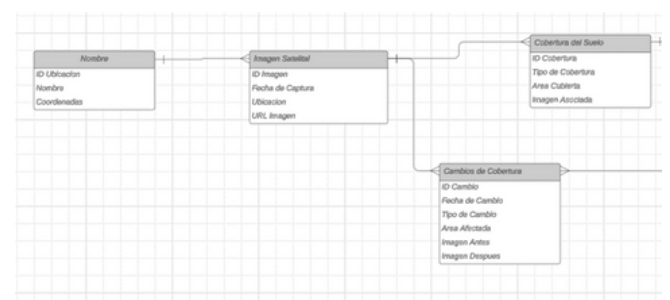 Nombre
ID Ubicacion
Nombre
Coordenadas
Imagen Satelital
ID Imagen
Fecha de Captura
Ubicacion
URL Imagen
Cobertura del Suelo
ID Cobertura
Tipo de Cobertura
Area Cubierta
Imagen Asociada
Cambios de Cobertura
ID Cambio
Fecha de Cambio
Tipo de Cambio
Area Afectada
Imagen Antes
Imagen Despues